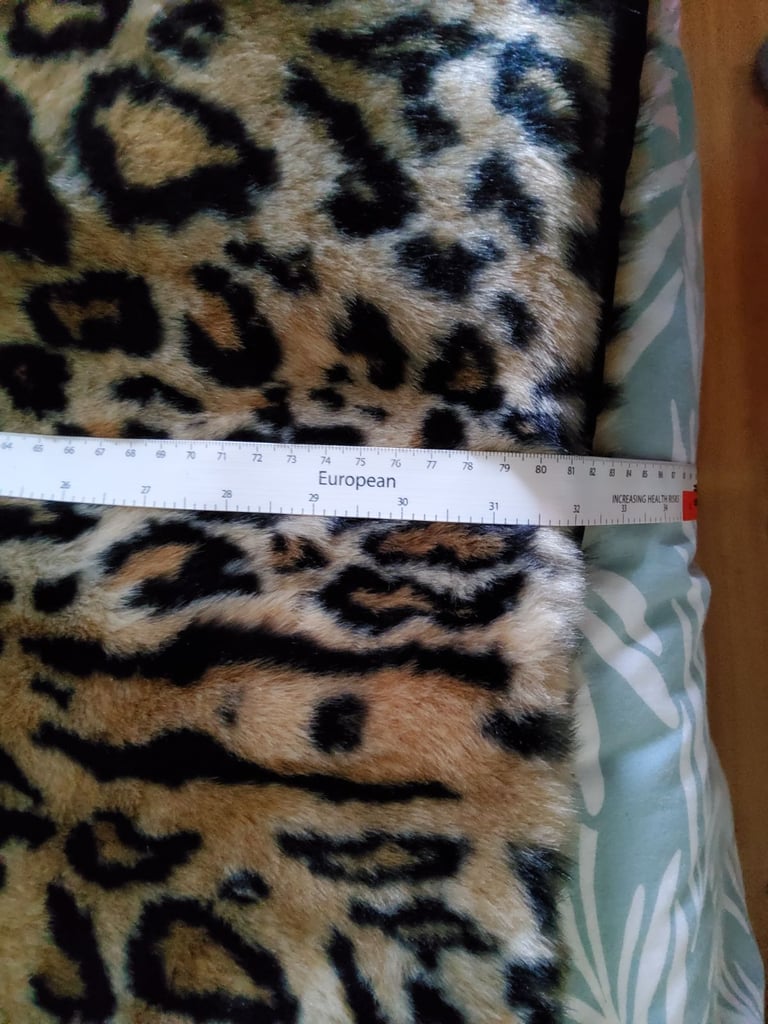 64 65 66 67 68 69 70 71 72 73 74 75 76 77 78 79 80 81 82 83 84 85 86 87
European
INCREASING HEALTH RISKS
26 27 28 29 30 31 32 33 34